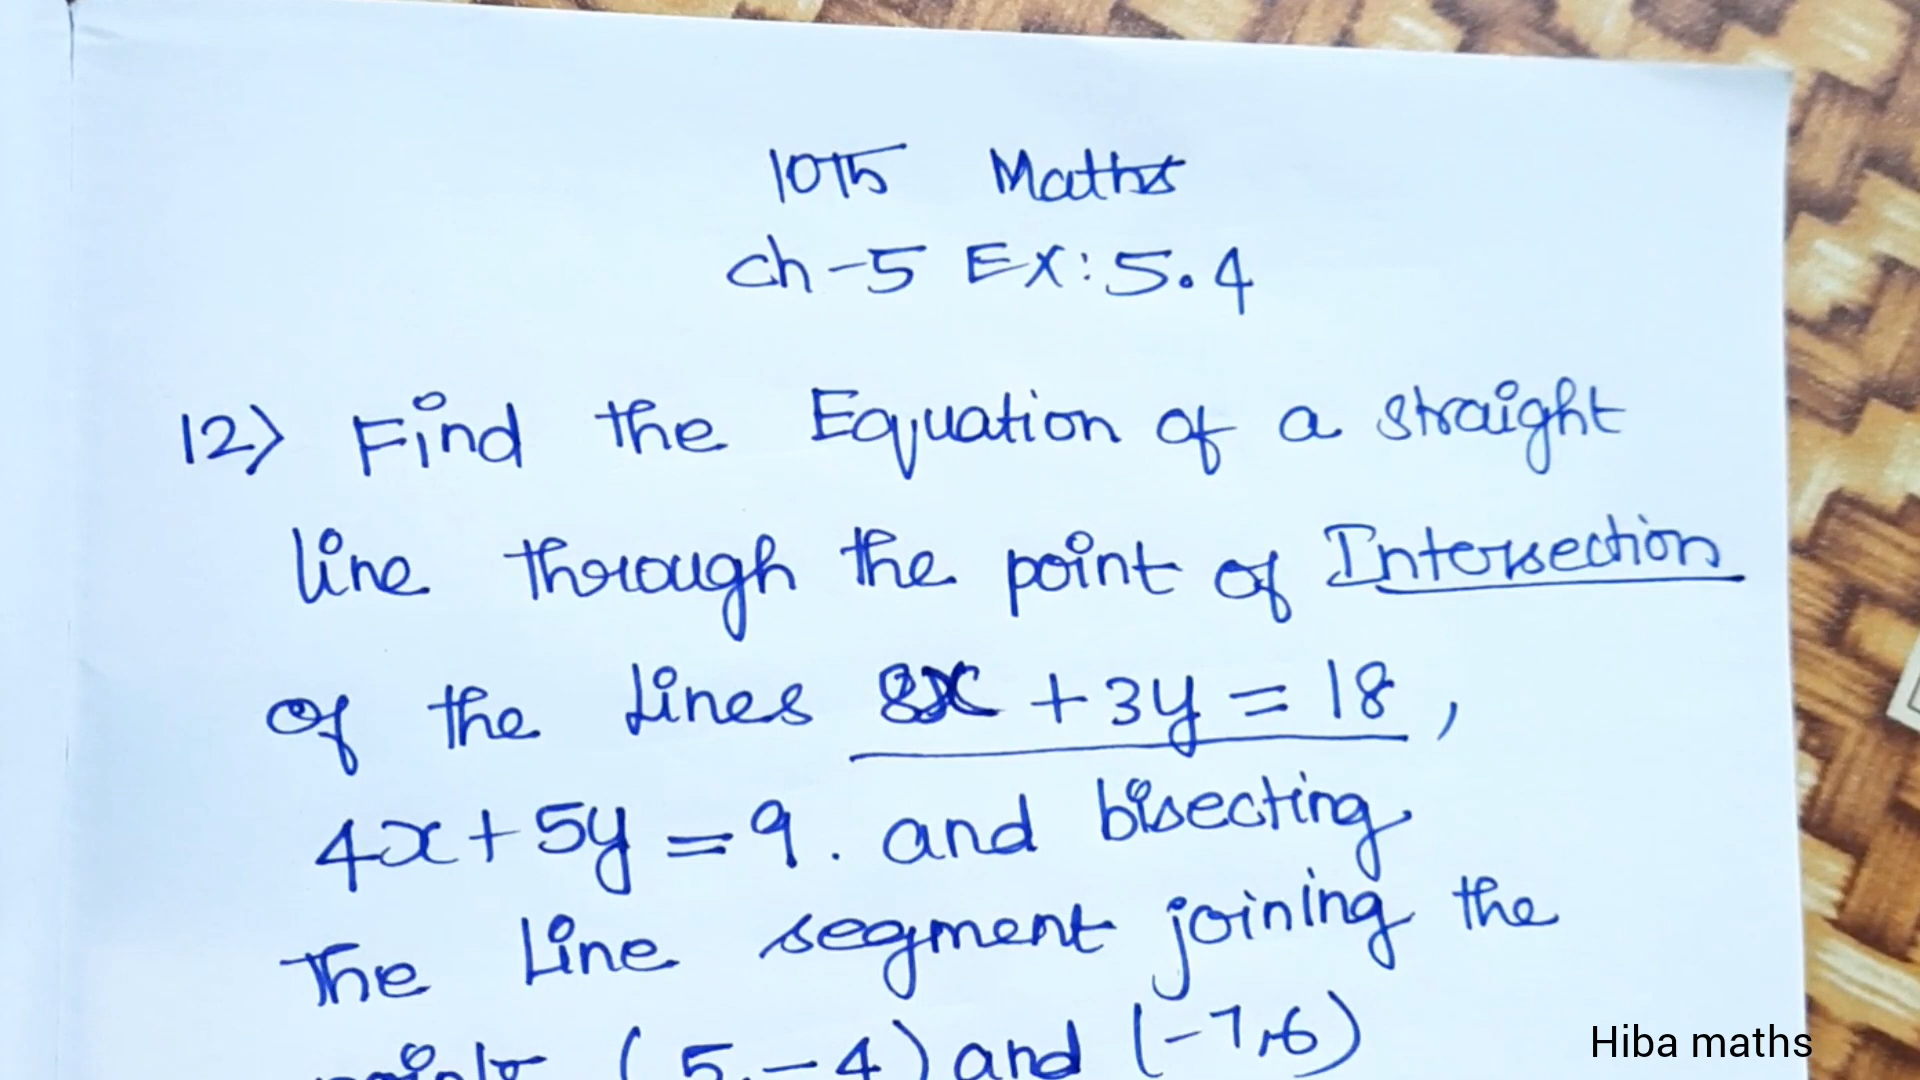 10th Maths
Ch-5 Ex: 5.4
12) Find the Equation of a straight
line through the point of Intersection
of the Lines 8x + 3y = 18,
4x + 5y = 9. and bisecting
The Line segment joining the
points (5, -4) and (-7, 6)
Hiba maths